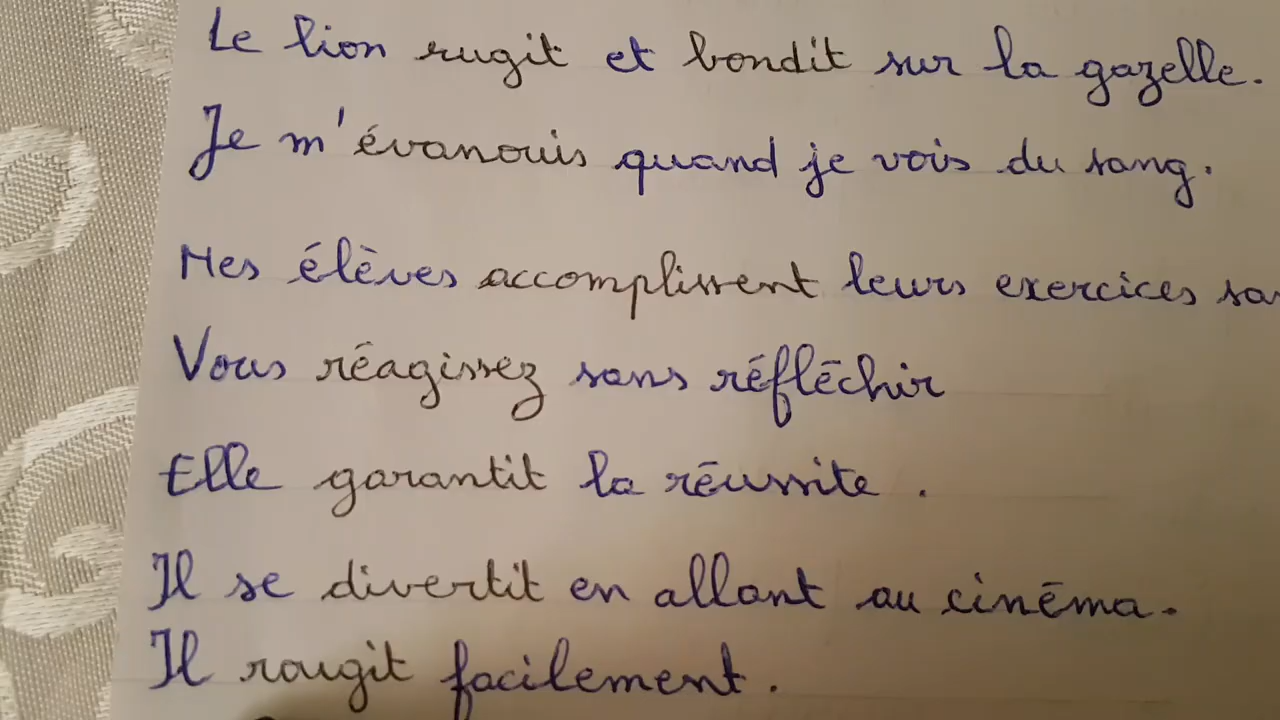 Le lion rugit et bondit sur la gazelle.
Je m'évanouis quand je vois du sang.
Mes élèves accomplissent leurs exercices
Vous réagissez sans réfléchir
Elle garantit la réussite.
Il se divertit en allant au cinéma.
Il rougit facilement.